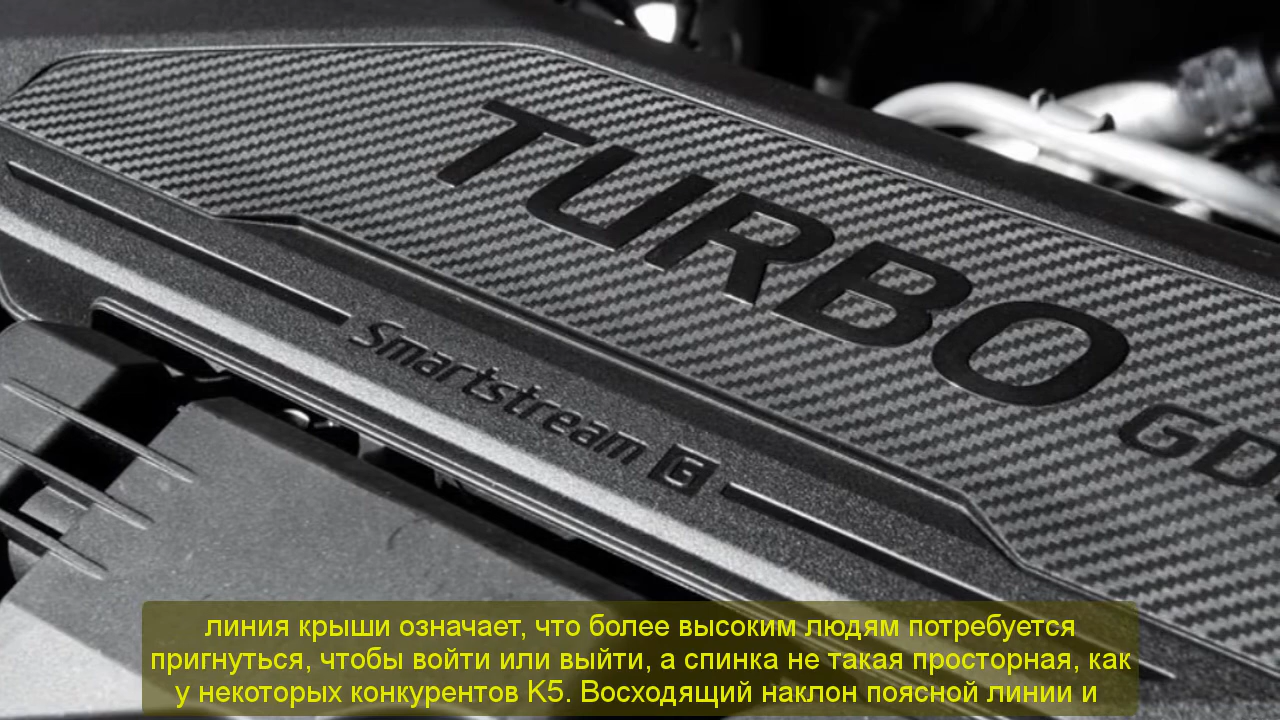 TURBO
GD
Smartstream G
линия крыши означает, что более высоким людям потребуется
пригнуться, чтобы войти или выйти, а спинка не такая просторная, как
у некоторых конкурентов K5. Восходящий наклон поясной линии и